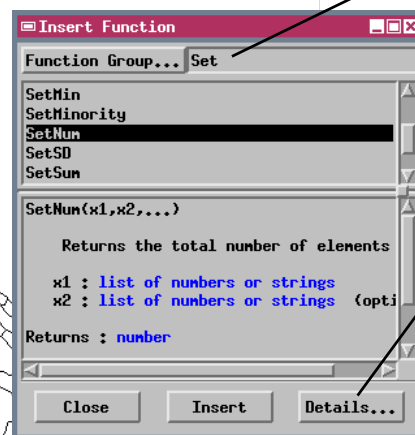 Insert Function
Function Group... Set
SetMin
SetMinority
SetNum
SetSD
SetSum
SetNum(x1,x2,...)
Returns the total number of elements
x1 : list of numbers or strings
x2 : list of numbers or strings (opti
Returns : number
Close Insert Details...